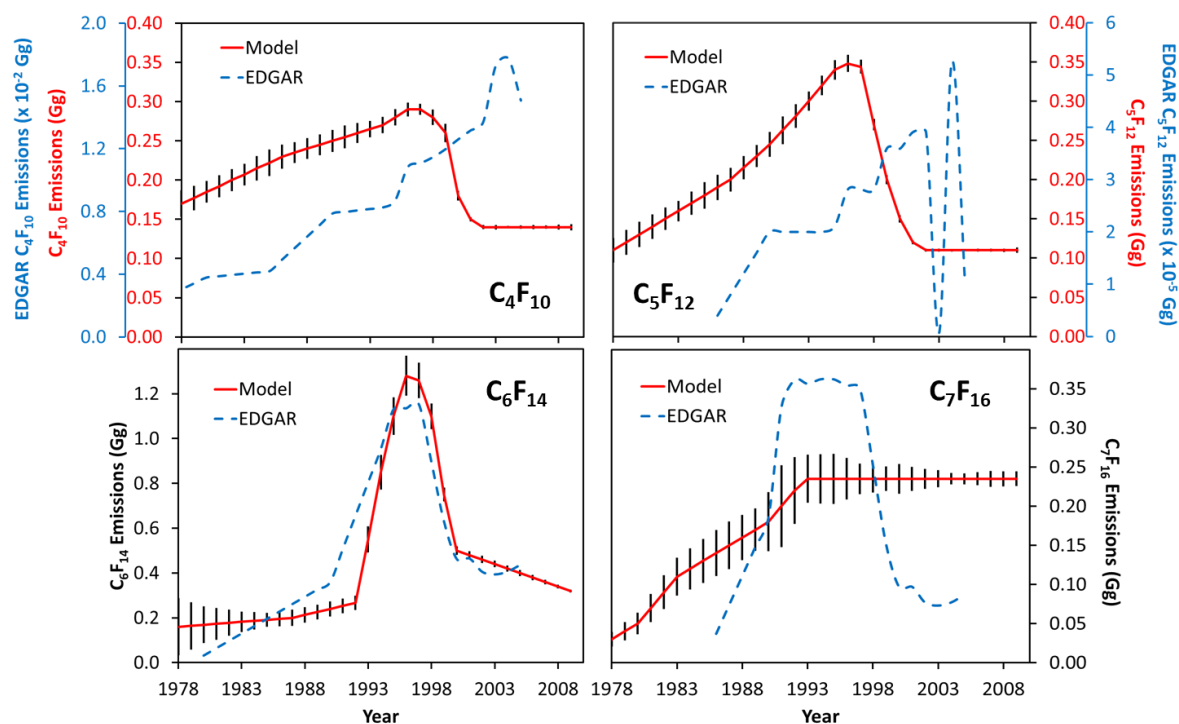 EDGAR C4F10 Emissions (x 10-2 Gg)
2.0
1.6
1.2
0.8
0.4
0.0
C4F10 Emissions (Gg)
0.40
0.35
0.30
0.25
0.20
0.15
0.10
0.05
0.00
Model
EDGAR
C4F10
Model
EDGAR
C5F12
0.40
0.35
0.30
0.25
0.20
0.15
0.10
0.05
0.00
C5F12 Emissions (Gg)
6
5
4
3
2
1
0
EDGAR C5F12 Emissions (x 10-5 Gg)
C6F14 Emissions (Gg)
1.2
1.0
0.8
0.6
0.4
0.2
0.0
Model
EDGAR
C6F14
1978 1983 1988 1993 1998 2003 2008
Year
Model
EDGAR
C7F16
0.35
0.30
0.25
0.20
0.15
0.10
0.05
0.00
C7F16 Emissions (Gg)
1978 1983 1988 1993 1998 2003 2008
Year